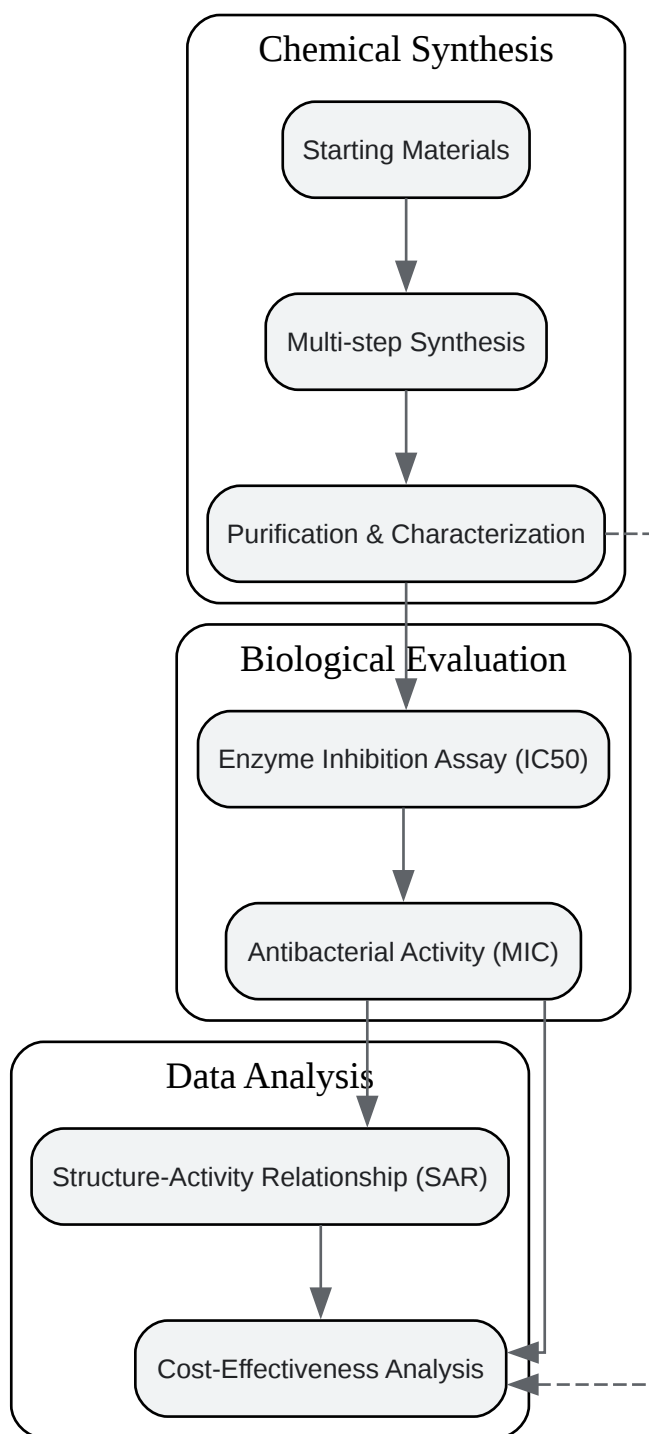 Chemical Synthesis
Starting Materials
Multi-step Synthesis
Purification & Characterization
Biological Evaluation
Enzyme Inhibition Assay (IC50)
Antibacterial Activity (MIC)
Data Analysis
Structure-Activity Relationship (SAR)
Cost-Effectiveness Analysis